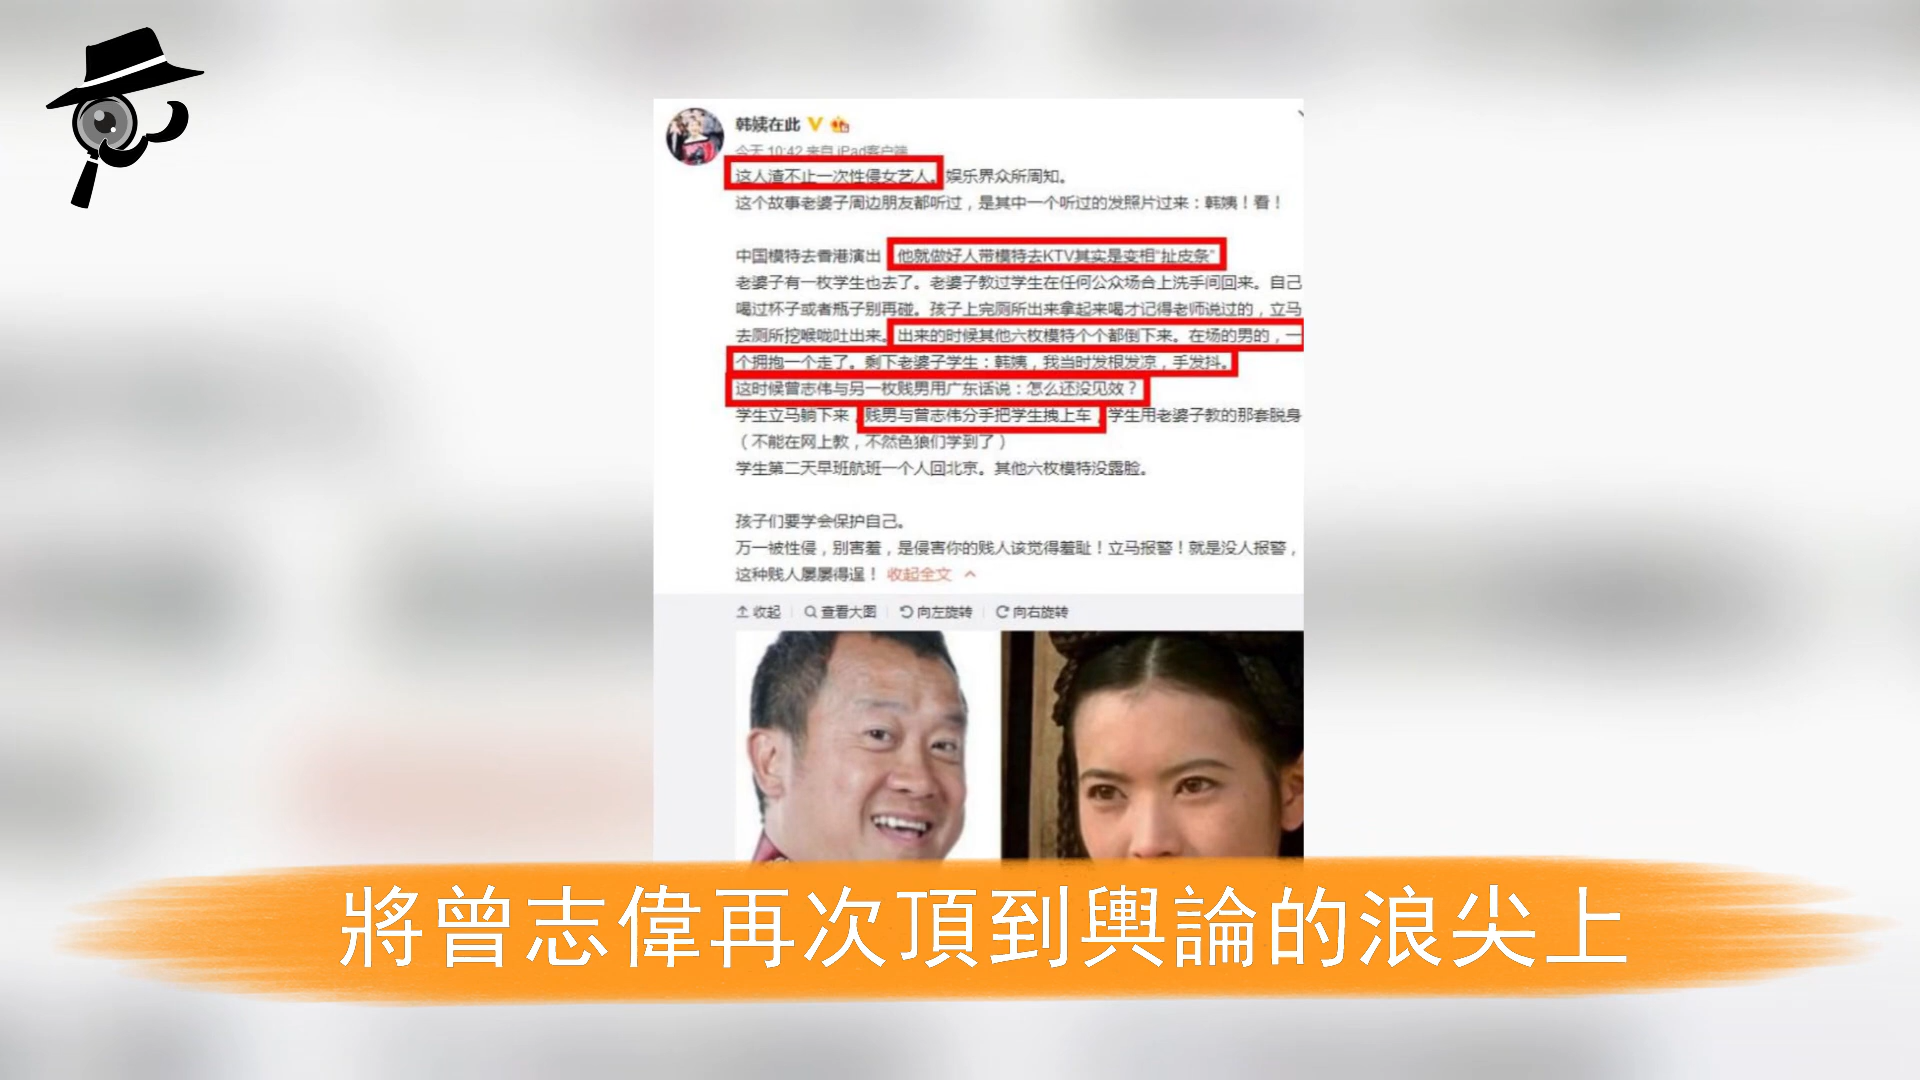 韩姨在此
今天 10:42 来自 iPad客户端
这人渣不止一次性侵女艺人。娱乐界众所周知。
这个故事老婆子周边朋友都听过，是其中一个听过的发照片过来：韩姨！看！
中国模特去香港演出，他就做好人带模特去KTV其实是变相“扯皮条”
老婆子有一枚学生也去了。老婆子教过学生在任何公众场合上洗手间回来。自己
喝过杯子或者瓶子别再碰。孩子上完厕所出来拿起来喝才记得老师说过的，立马
去厕所挖喉咙吐出来。出来的时候其他六枚模特个个都倒下来。在场的男的，一
个拥抱一个走了。剩下老婆子学生：韩姨，我当时发根发凉，手发抖。
这时候曾志伟与另一枚贱男用广东话说：怎么还没见效？
学生立马躺下来，贱男与曾志伟分手把学生拽上车，学生用老婆子教的那套脱身
（不能在网上教，不然色狼们学到了）
学生第二天早班航班一个人回北京。其他六枚模特没露脸。
孩子们要学会保护自己。
万一被性侵，别害羞，是侵害你的贱人该觉得羞耻！立马报警！就是没人报警，
这种贱人屡屡得逞！ 收起全文
收起 查看大图 向左旋转 向右旋转
將曾志偉再次頂到輿論的浪尖上